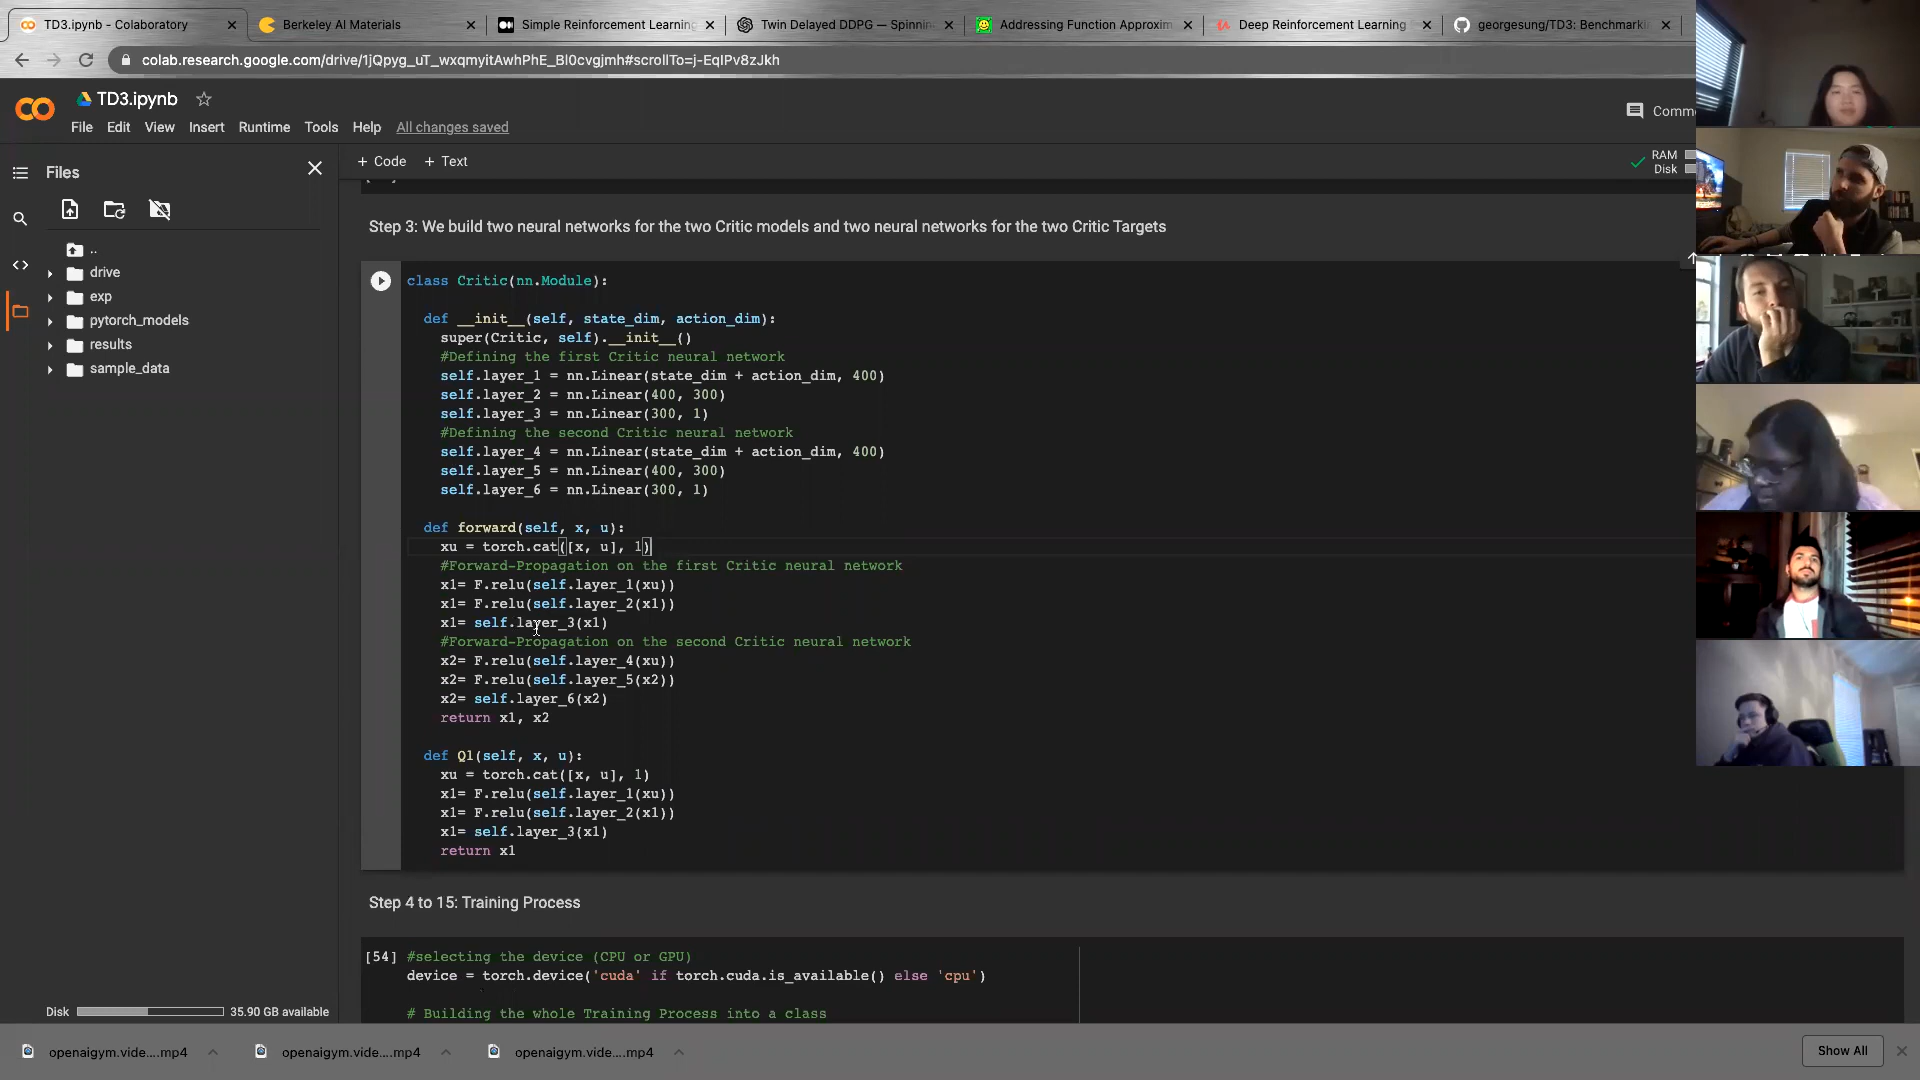 TD3.ipynb - Colaboratory
Berkeley AI Materials
Simple Reinforcement Learning
Twin Delayed DDPG — Spinnin
Addressing Function Approxim
Deep Reinforcement Learning
georgesung/TD3: Benchmarki
colab.research.google.com/drive/1jQpyg_uT_wxqmyitAwhPhE_Bl0cvgjmh#scrollTo=j-EqIPv8zJkh
TD3.ipynb
File Edit View Insert Runtime Tools Help All changes saved
Comm
Files
+ Code + Text
RAM
Disk
..
drive
exp
pytorch_models
results
sample_data
Step 3: We build two neural networks for the two Critic models and two neural networks for the two Critic Targets
class Critic(nn.Module):
def __init__(self, state_dim, action_dim):
super(Critic, self).__init__()
#Defining the first Critic neural network
self.layer_1 = nn.Linear(state_dim + action_dim, 400)
self.layer_2 = nn.Linear(400, 300)
self.layer_3 = nn.Linear(300, 1)
#Defining the second Critic neural network
self.layer_4 = nn.Linear(state_dim + action_dim, 400)
self.layer_5 = nn.Linear(400, 300)
self.layer_6 = nn.Linear(300, 1)
def forward(self, x, u):
xu = torch.cat([x, u], 1)
#Forward-Propagation on the first Critic neural network
x1= F.relu(self.layer_1(xu))
x1= F.relu(self.layer_2(x1))
x1= self.layer_3(x1)
#Forward-Propagation on the second Critic neural network
x2= F.relu(self.layer_4(xu))
x2= F.relu(self.layer_5(x2))
x2= self.layer_6(x2)
return x1, x2
def Q1(self, x, u):
xu = torch.cat([x, u], 1)
x1= F.relu(self.layer_1(xu))
x1= F.relu(self.layer_2(x1))
x1= self.layer_3(x1)
return x1
Step 4 to 15: Training Process
[54] #selecting the device (CPU or GPU)
device = torch.device('cuda' if torch.cuda.is_available() else 'cpu')
# Building the whole Training Process into a class
Disk 35.90 GB available
openaigym.vide....mp4
openaigym.vide....mp4
openaigym.vide....mp4
Show All